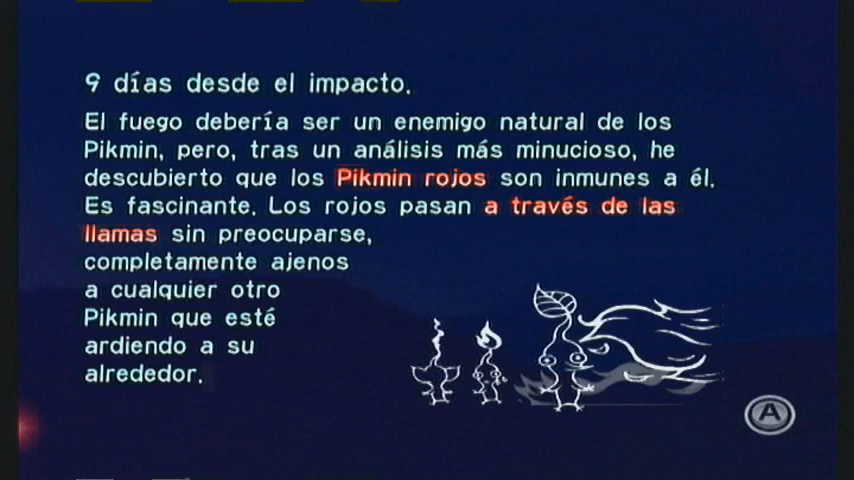 9 días desde el impacto.
El fuego debería ser un enemigo natural de los
Pikmin, pero, tras un análisis más minucioso, he
descubierto que los Pikmin rojos son inmunes a él.
Es fascinante. Los rojos pasan a través de las
llamas sin preocuparse,
completamente ajenos
a cualquier otro
Pikmin que esté
ardiendo a su
alrededor.
A